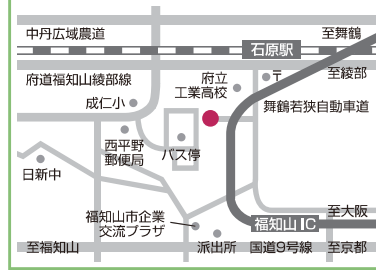 中丹広域農道
至舞鶴
石原駅
府道福知山綾部線
府立
工業高校
〒
至綾部
成仁小
舞鶴若狭自動車道
西平野
郵便局
バス停
日新中
福知山市企業
交流プラザ
福知山IC
至大阪
至福知山
派出所
国道9号線
至京都